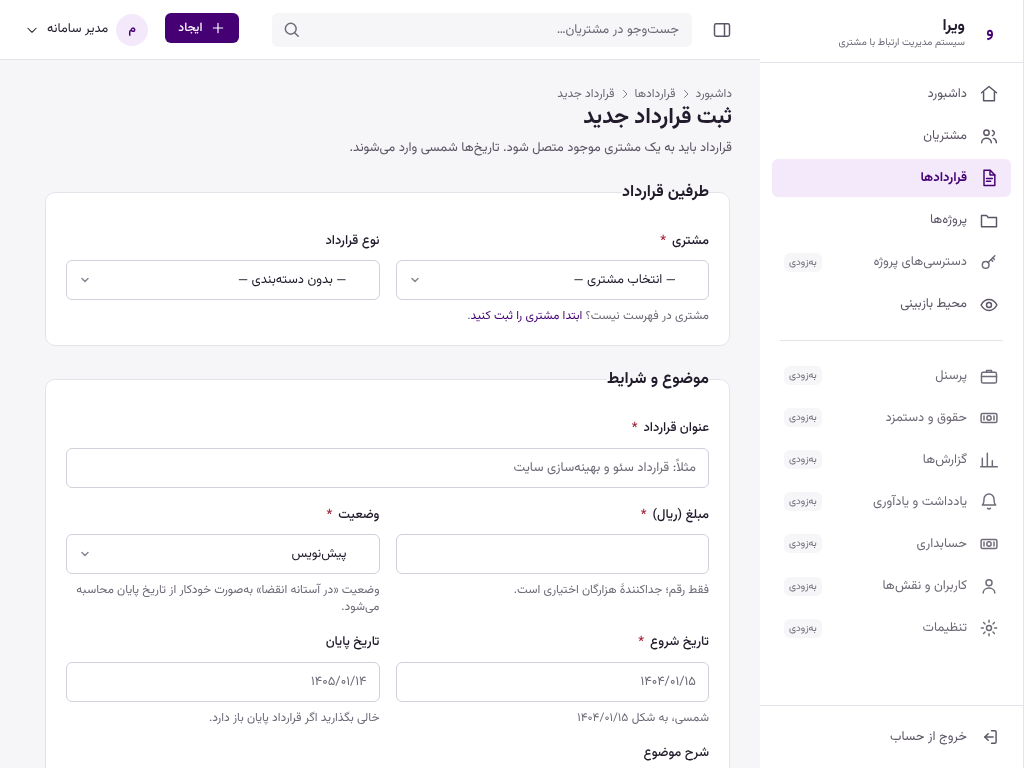 ویرا
و
سیستم مدیریت ارتباط با مشتری
داشبورد
مشتریان
قراردادها
پروژه‌ها
دسترسی‌های پروژه
به‌زودی
محیط بازبینی
پرسنل
به‌زودی
حقوق و دستمزد
به‌زودی
گزارش‌ها
به‌زودی
یادداشت و یادآوری
به‌زودی
حسابداری
به‌زودی
کاربران و نقش‌ها
به‌زودی
تنظیمات
به‌زودی
خروج از حساب
جست‌وجو در مشتریان...
ایجاد
م
مدیر سامانه
داشبورد
قراردادها
قرارداد جدید
ثبت قرارداد جدید
قرارداد باید به یک مشتری موجود متصل شود. تاریخ‌ها شمسی وارد می‌شوند.
طرفین قرارداد
مشتری *
نوع قرارداد
— انتخاب مشتری —
— بدون دسته‌بندی —
مشتری در فهرست نیست؟ ابتدا مشتری را ثبت کنید.
موضوع و شرایط
عنوان قرارداد *
مثلاً: قرارداد سئو و بهینه‌سازی سایت
مبلغ (ریال) *
وضعیت *
پیش‌نویس
فقط رقم؛ جداکنندهٔ هزارگان اختیاری است.
وضعیت «در آستانه انقضا» به‌صورت خودکار از تاریخ پایان محاسبه
می‌شود.
تاریخ شروع *
تاریخ پایان
۱۴۰۴/۰۱/۱۵
۱۴۰۵/۰۱/۱۴
شمسی، به شکل ۱۴۰۴/۰۱/۱۵
خالی بگذارید اگر قرارداد پایان باز دارد.
شرح موضوع